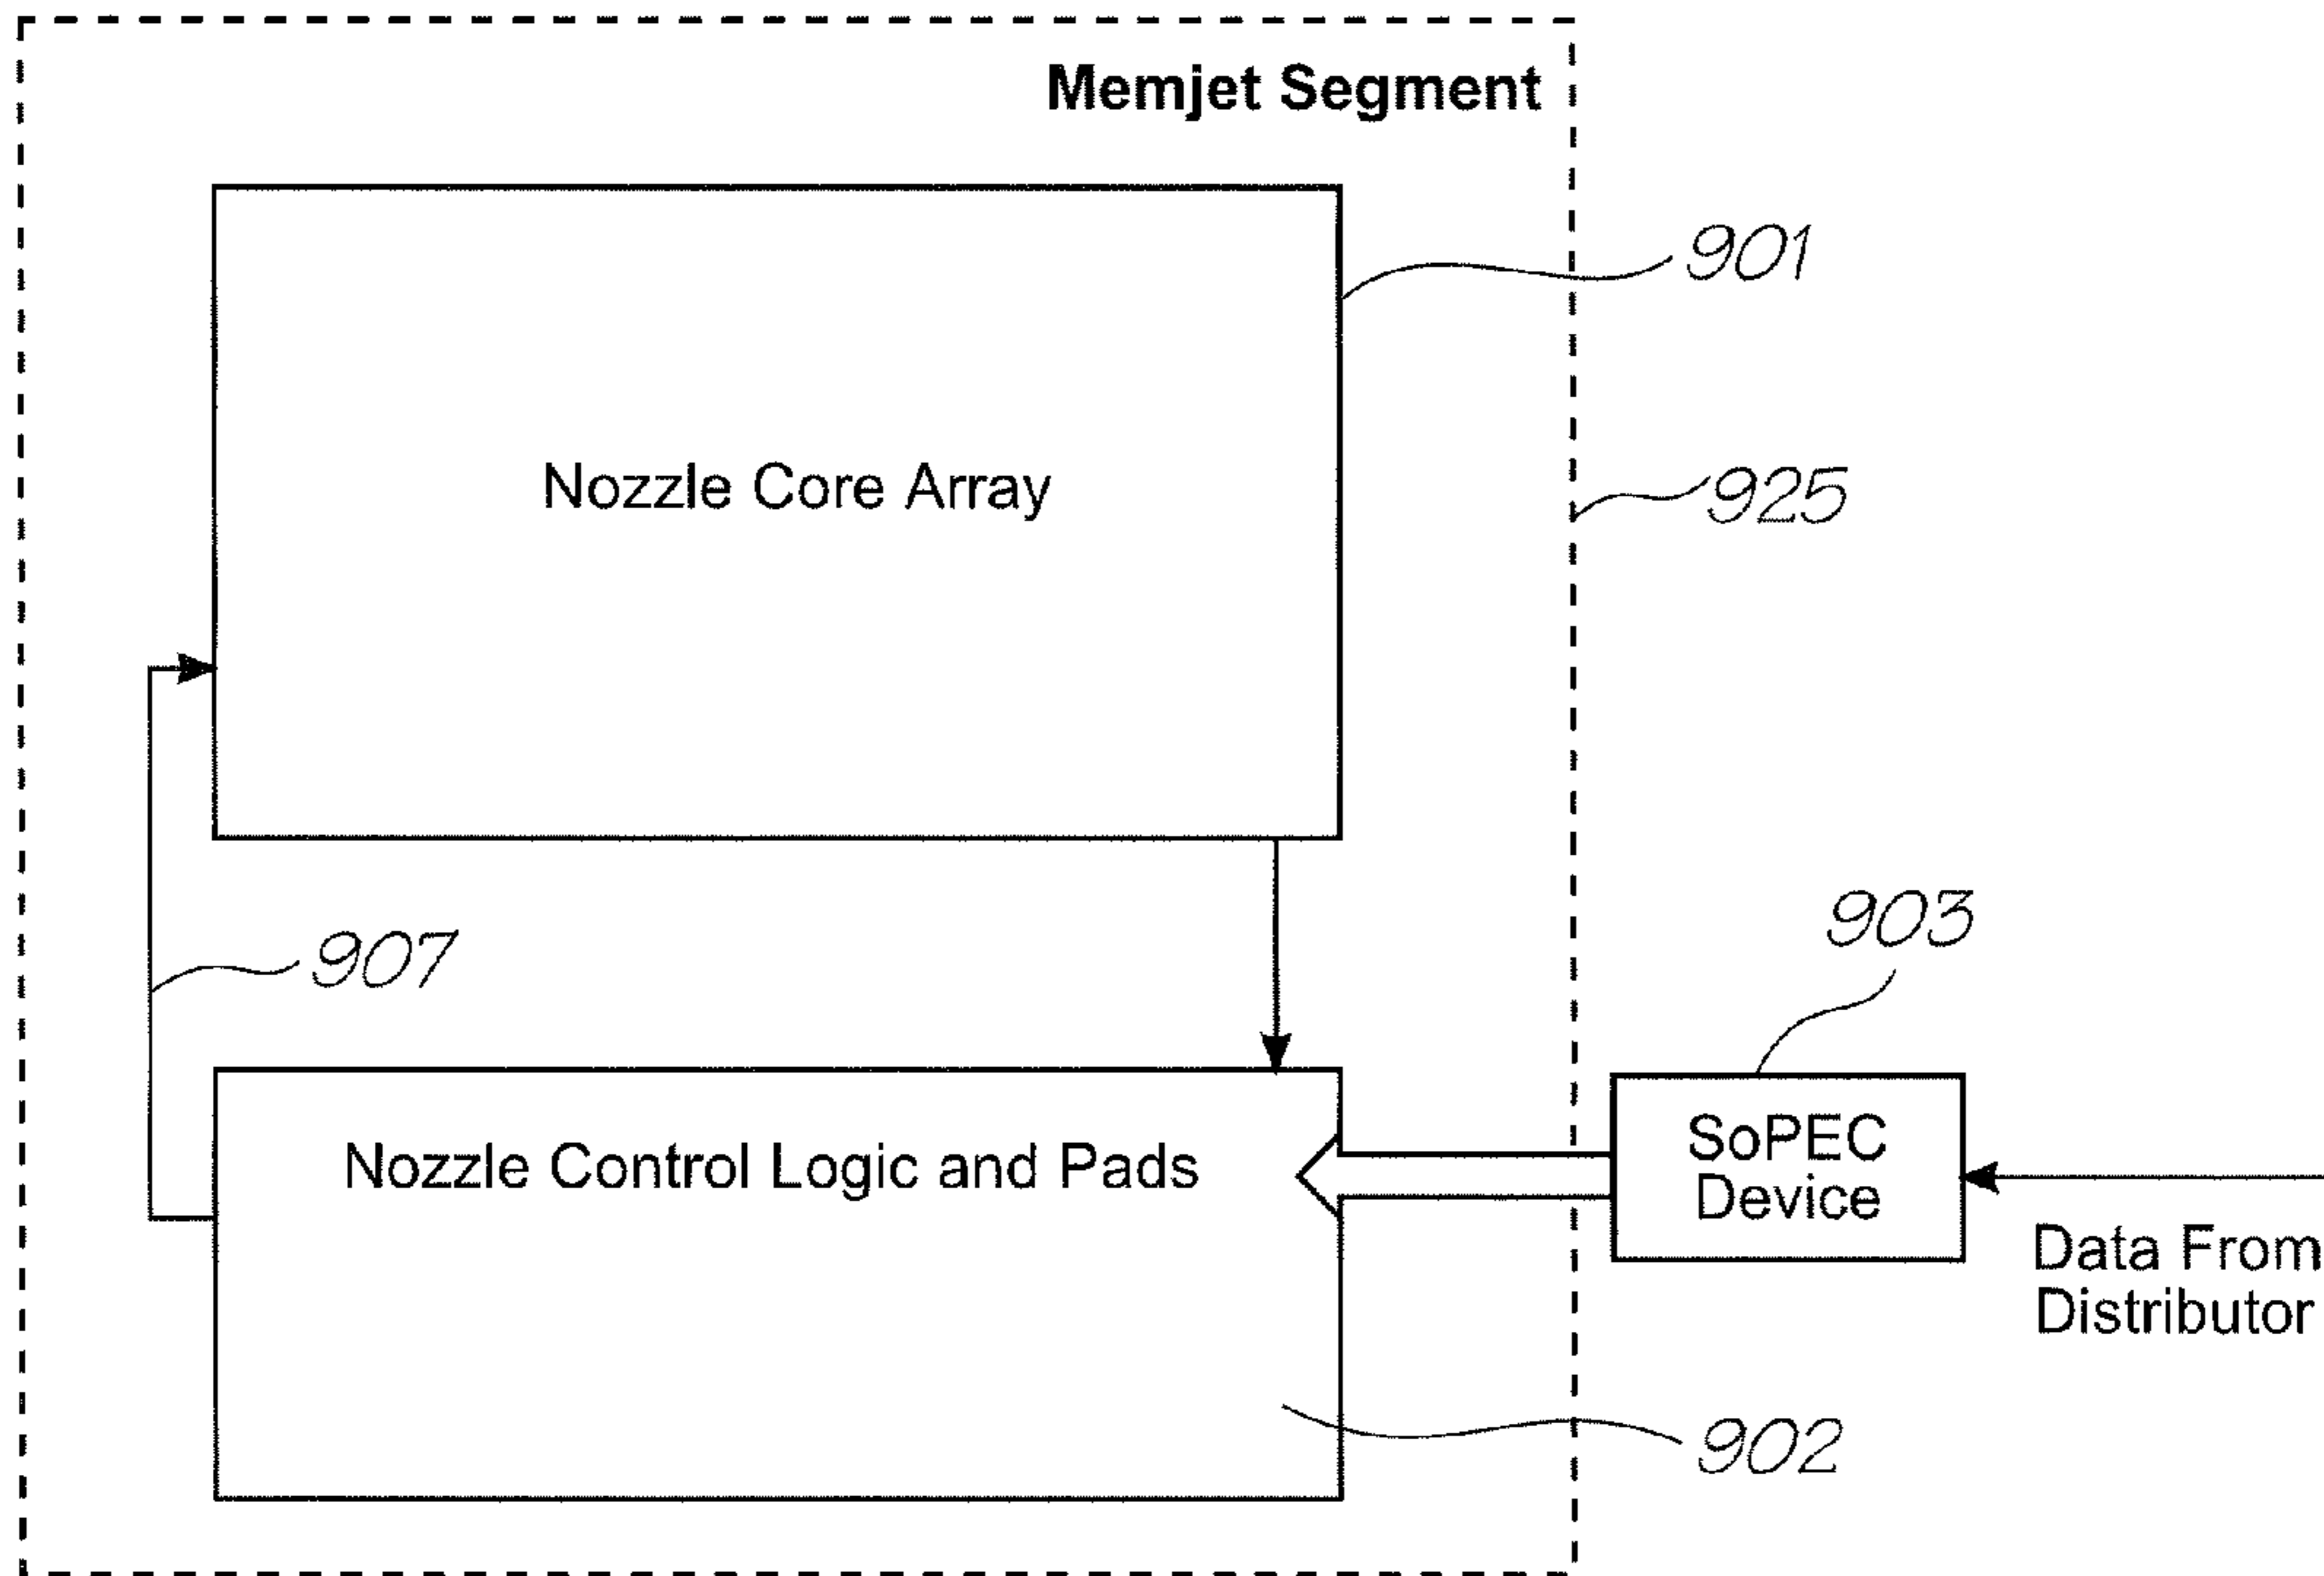 Memjet Segment
901
Nozzle Core Array
925
903
907
Nozzle Control Logic and Pads
SoPEC
Device
Data From
Distributor
902